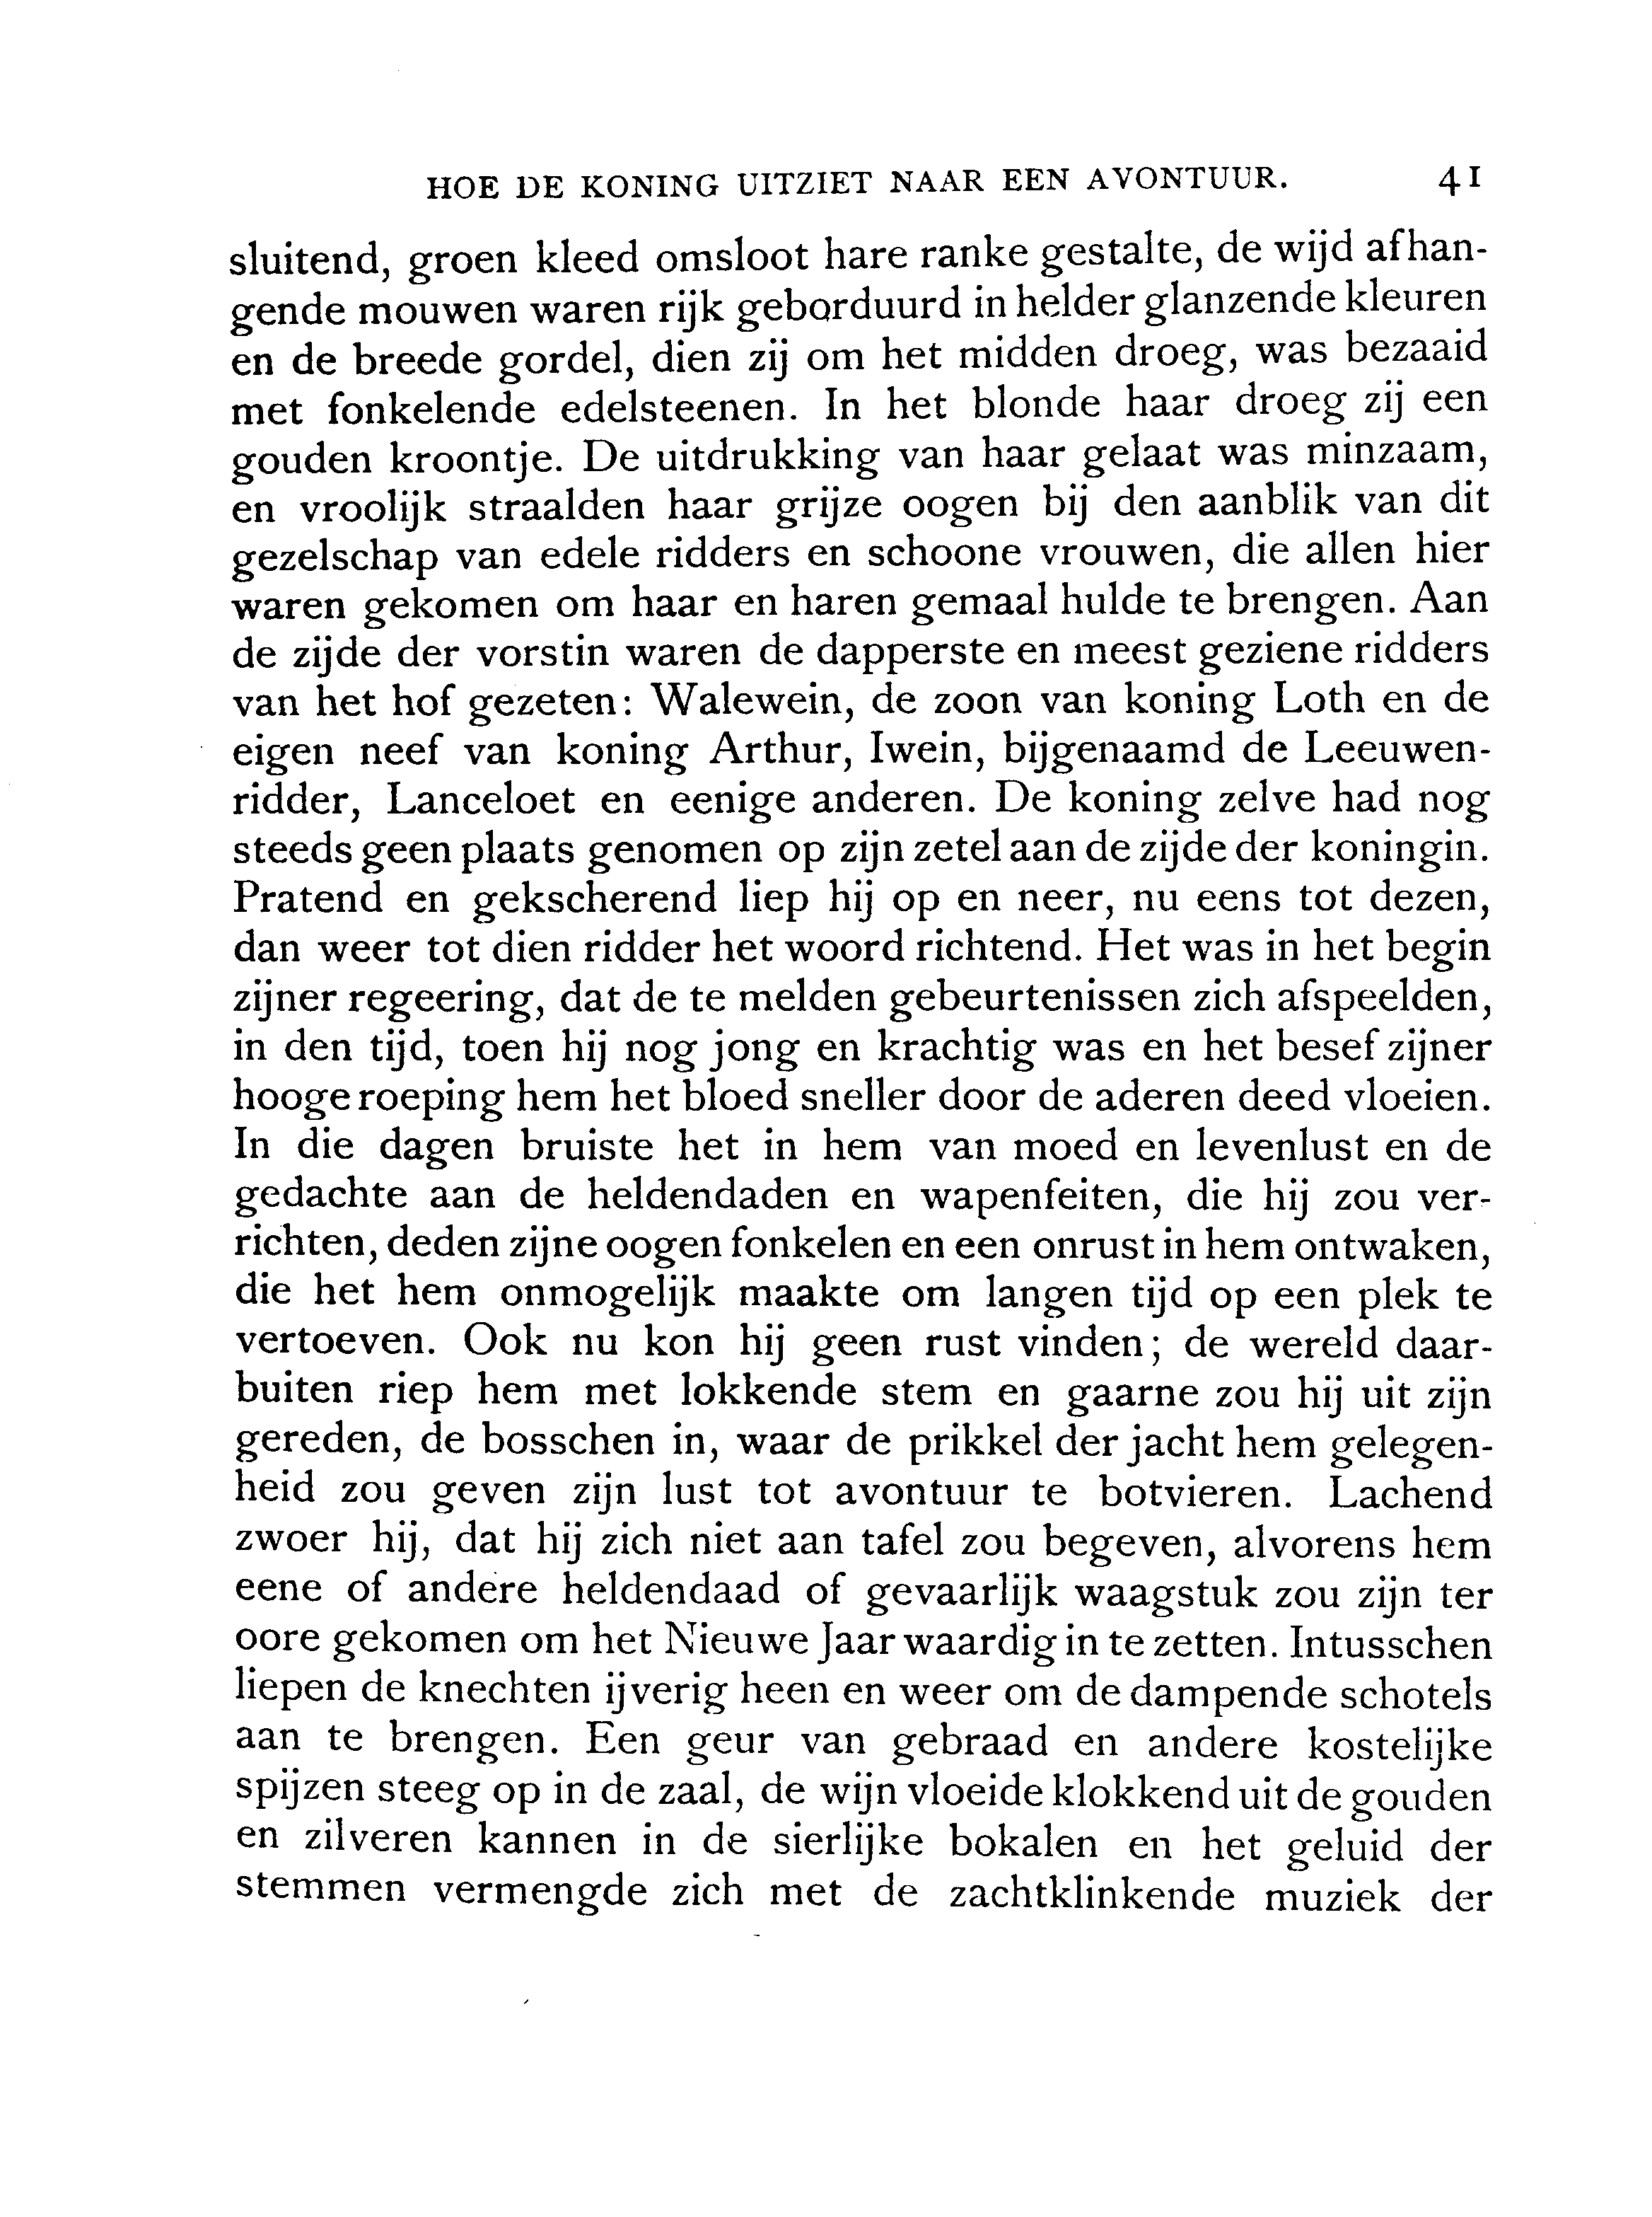 HOE DE KONING UITZIET NAAR EEN AVONTUUR. 41
sluitend, groen kleed omsloot hare ranke gestalte, de wijd afhan-
gende mouwen waren rijk geborduurd in helder glanzende kleuren
en de breede gordel, dien zij om het midden droeg, was bezaaid
met fonkelende edelsteenen. In het blonde haar droeg zij een
gouden kroontje. De uitdrukking van haar gelaat was minzaam,
en vroolijk straalden haar grijze oogen bij den aanblik van dit
gezelschap van edele ridders en schoone vrouwen, die allen hier
waren gekomen om haar en haren gemaal hulde te brengen. Aan
de zijde der vorstin waren de dapperste en meest geziene ridders
van het hof gezeten: Walewein, de zoon van koning Loth en de
eigen neef van koning Arthur, Iwein, bijgenaamd de Leeuwen-
ridder, Lanceloet en eenige anderen. De koning zelve had nog
steeds geen plaats genomen op zijn zetel aan de zijde der koningin.
Pratend en gekscherend liep hij op en neer, nu eens tot dezen,
dan weer tot dien ridder het woord richtend. Het was in het begin
zijner regeering, dat de te melden gebeurtenissen zich afspeelden,
in den tijd, toen hij nog jong en krachtig was en het besef zijner
hooge roeping hem het bloed sneller door de aderen deed vloeien.
In die dagen bruiste het in hem van moed en levenlust en de
gedachte aan de heldendaden en wapenfeiten, die hij zou ver-
richten, deden zijne oogen fonkelen en een onrust in hem ontwaken,
die het hem onmogelijk maakte om langen tijd op een plek te
vertoeven. Ook nu kon hij geen rust vinden; de wereld daar-
buiten riep hem met lokkende stem en gaarne zou hij uit zijn
gereden, de bosschen in, waar de prikkel der jacht hem gelegen-
heid zou geven zijn lust tot avontuur te botvieren. Lachend
zwoer hij, dat hij zich niet aan tafel zou begeven, alvorens hem
eene of andere heldendaad of gevaarlijk waagstuk zou zijn ter
oore gekomen om het Nieuwe Jaar waardig in te zetten. Intusschen
liepen de knechten ijverig heen en weer om de dampende schotels
aan te brengen. Een geur van gebraad en andere kostelijke
spijzen steeg op in de zaal, de wijn vloeide klokkend uit de gouden
en zilveren kannen in de sierlijke bokalen en het geluid der
stemmen vermengde zich met de zachtklinkende muziek der